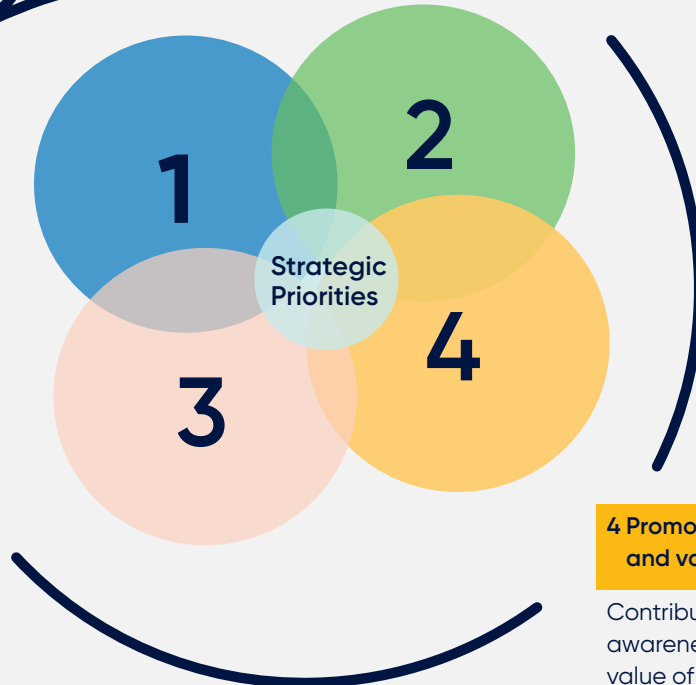 1
2
Strategic
Priorities
4
3
4 Promo
and va
Contribu
awarene
value of